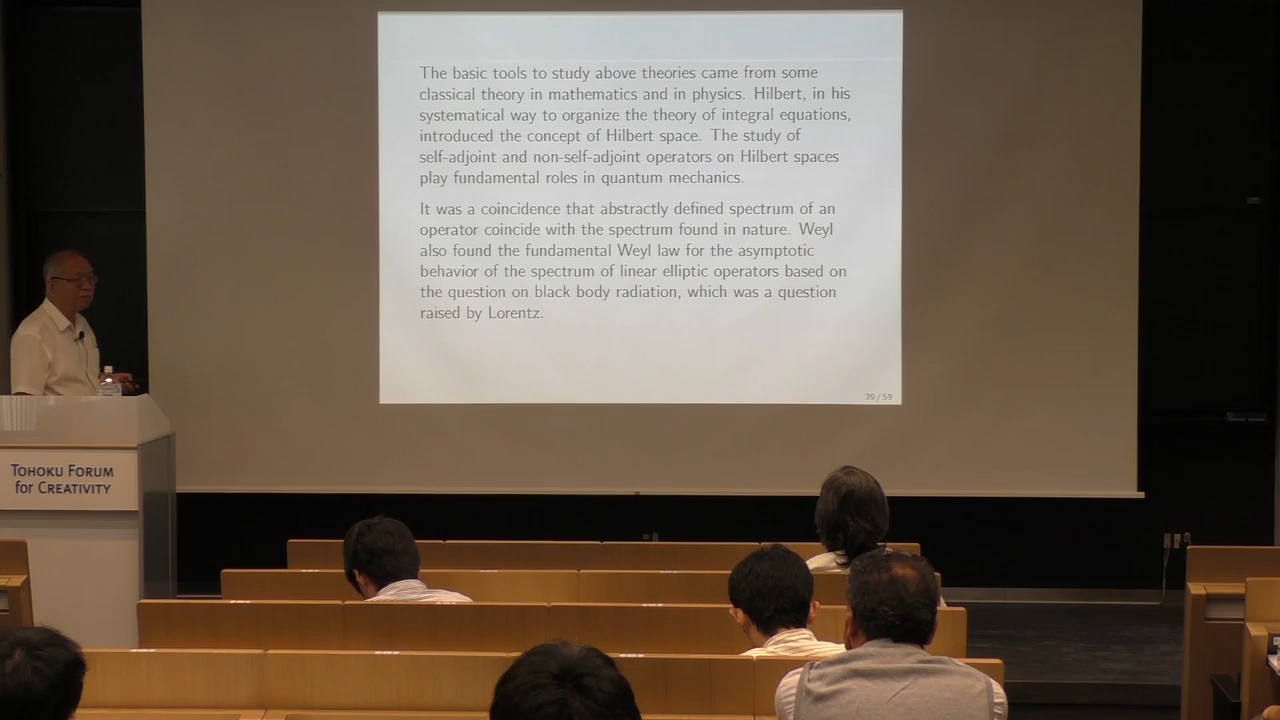 The basic tools to study above theories came from some
classical theory in mathematics and in physics. Hilbert, in his
systematical way to organize the theory of integral equations,
introduced the concept of Hilbert space. The study of
self-adjoint and non-self-adjoint operators on Hilbert spaces
play fundamental roles in quantum mechanics.
It was a coincidence that abstractly defined spectrum of an
operator coincide with the spectrum found in nature. Weyl
also found the fundamental Weyl law for the asymptotic
behavior of the spectrum of linear elliptic operators based on
the question on black body radiation, which was a question
raised by Lorentz.
39 / 59
TOHOKU FORUM
for CREATIVITY